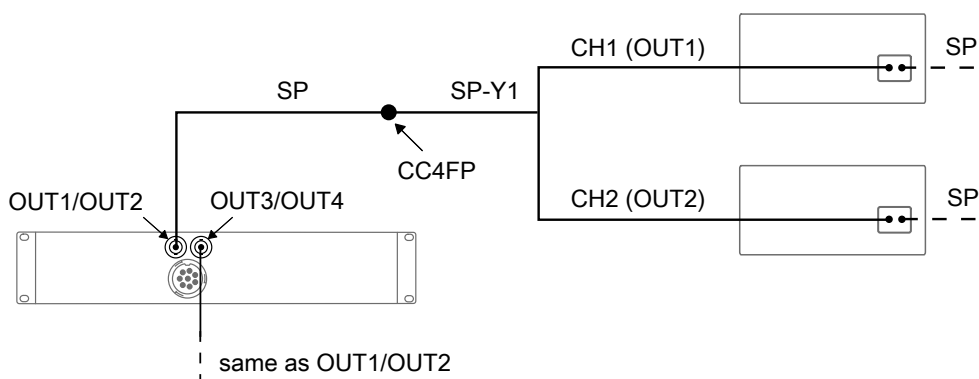 CH1 (OUT1)
SP
SP
SP-Y1
CC4FP
OUT1/OUT2
OUT3/OUT4
CH2 (OUT2)
SP
same as OUT1/OUT2